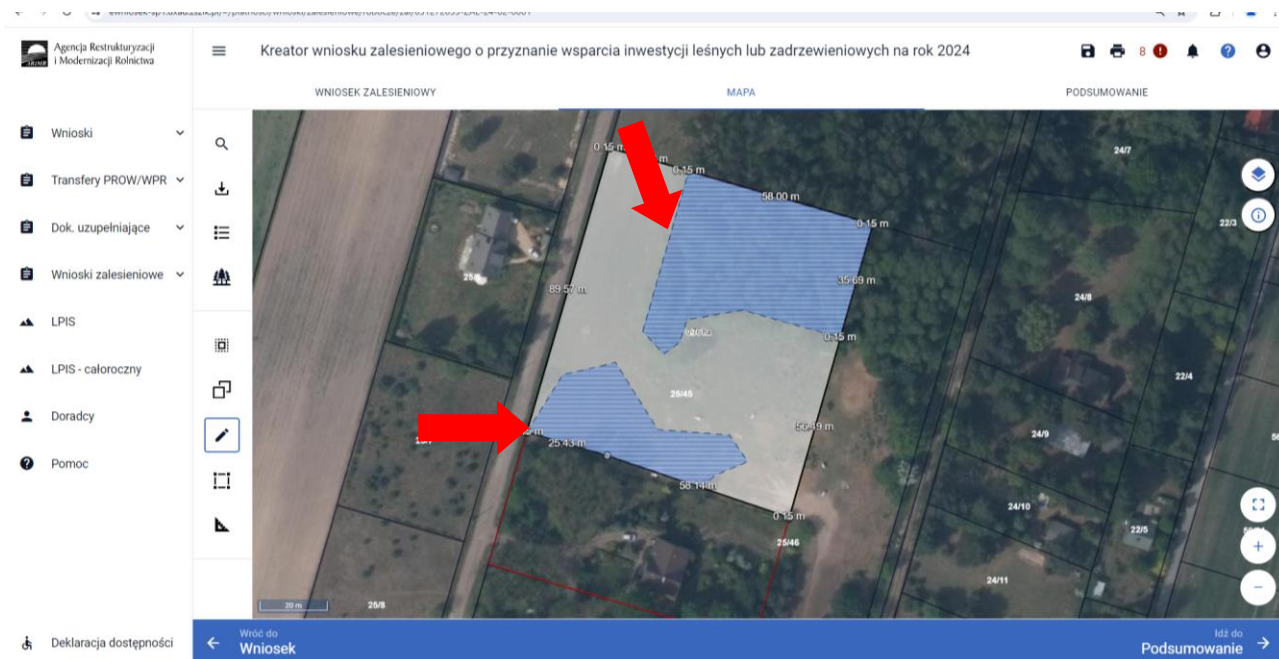 Agencja Restrukturyzacji
i Modernizacji Rolnictwa
ARiMR
Kreator wniosku zalesieniowego o przyznanie wsparcia inwestycji leśnych lub zadrzewieniowych na rok 2024
8
WNIOSEK ZALESIENIOWY
MAPA
PODSUMOWANIE
Wnioski
Transfery PROW/WPR
Dok. uzupełniające
Wnioski zalesieniowe
LPIS
LPIS - całoroczny
Doradcy
Pomoc
Deklaracja dostępności
0.15 m
m
0.15 m
58.00 m
0.15 m
24/7
22/3
89.57 m
35.69 m
24/8
0.15 m
22/4
25/45
56.49 m
24/9
m
25.43 m
58.14 m
0.15 m
24/10
22/5
25/46
24/11
20 m
25/8
Wróć do
Wniosek
Idź do
Podsumowanie